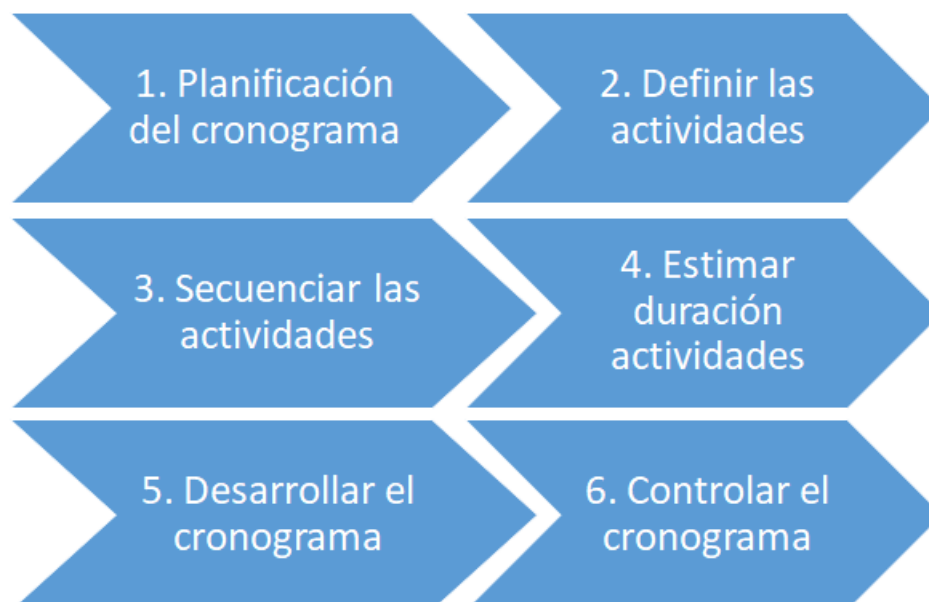 1. Planificación
del cronograma
2. Definir las
actividades
3. Secuenciar las
actividades
4. Estimar
duración
actividades
5. Desarrollar el
cronograma
6. Controlar el
cronograma